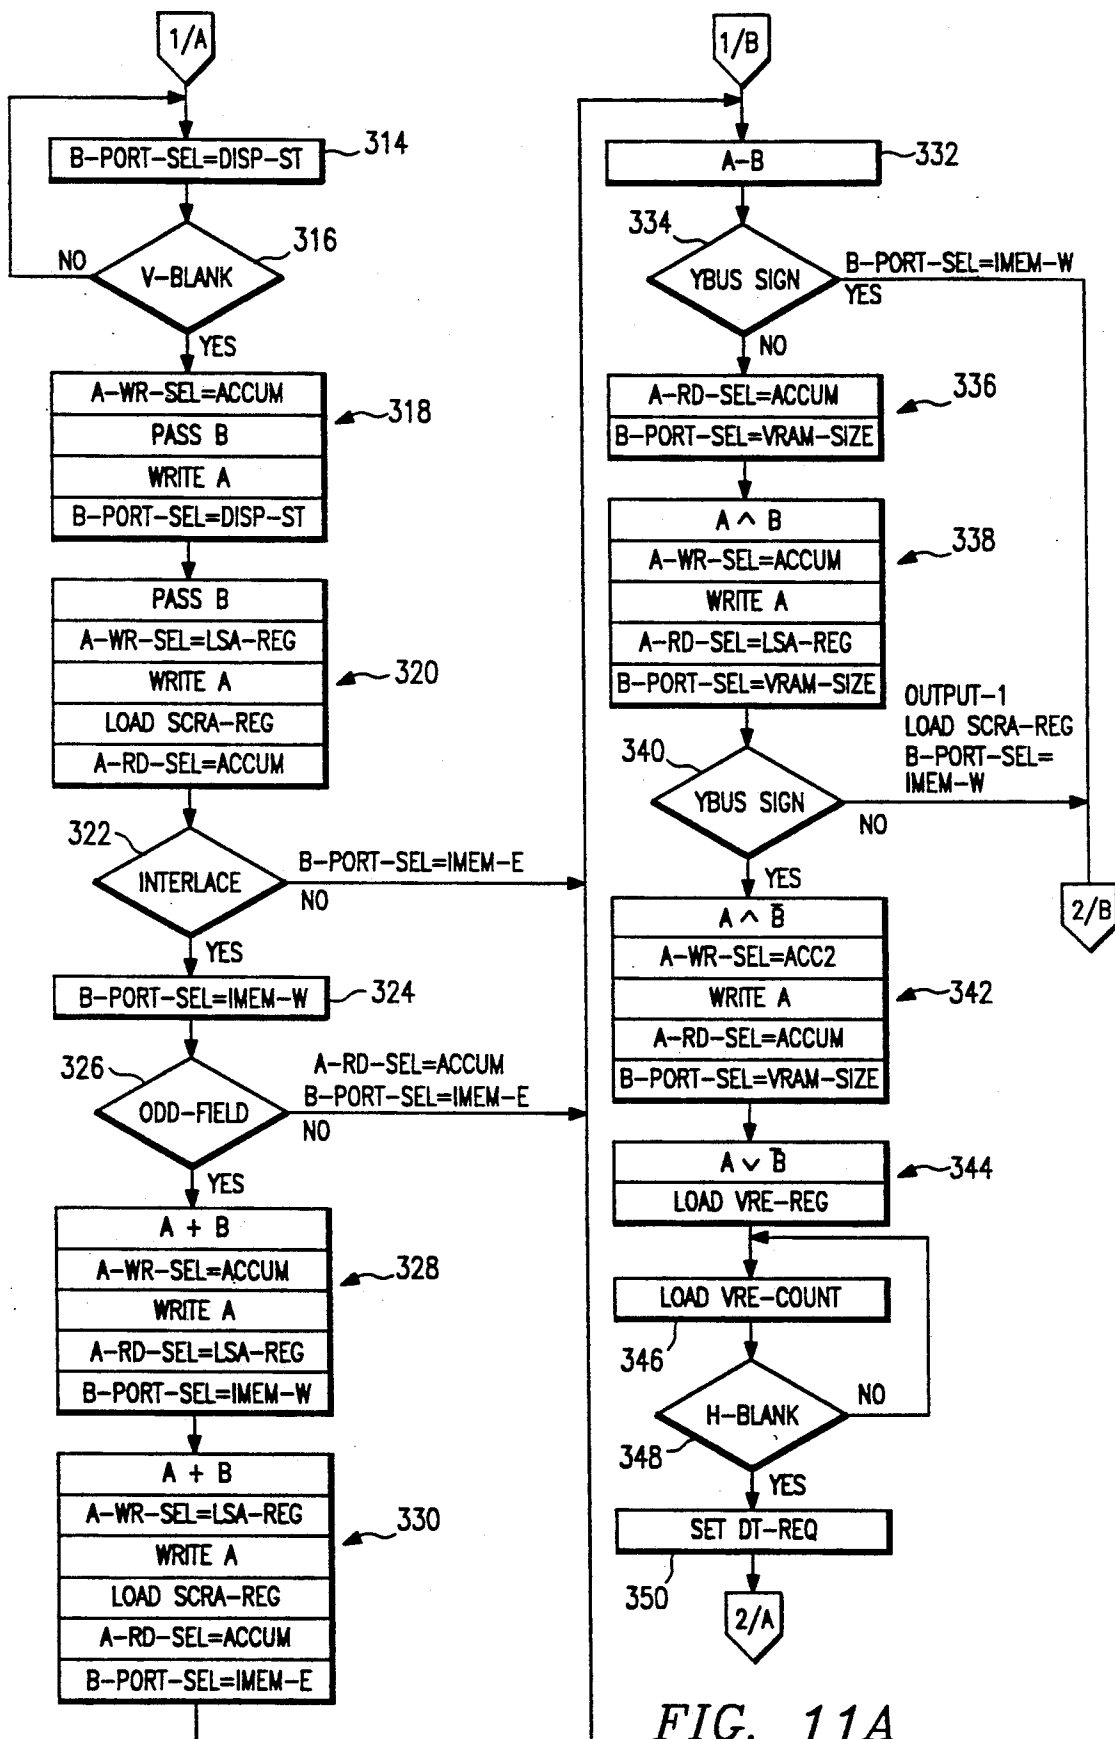 1/A
B-PORT-SEL=DISP-ST
314
316
V-BLANK
NO
YES
A-WR-SEL=ACCUM
PASS B
WRITE A
B-PORT-SEL=DISP-ST
318
PASS B
A-WR-SEL=LSA-REG
WRITE A
LOAD SCRA-REG
A-RD-SEL=ACCUM
320
322
INTERLACE
B-PORT-SEL=IMEM-E
NO
YES
B-PORT-SEL=IMEM-W
324
326
ODD-FIELD
A-RD-SEL=ACCUM
B-PORT-SEL=IMEM-E
NO
YES
A + B
A-WR-SEL=ACCUM
WRITE A
A-RD-SEL=LSA-REG
B-PORT-SEL=IMEM-W
328
A + B
A-WR-SEL=LSA-REG
WRITE A
LOAD SCRA-REG
A-RD-SEL=ACCUM
B-PORT-SEL=IMEM-E
330
1/B
A-B
332
334
YBUS SIGN
B-PORT-SEL=IMEM-W
YES
NO
A-RD-SEL=ACCUM
B-PORT-SEL=VRAM-SIZE
336
A ∧ B
A-WR-SEL=ACCUM
WRITE A
A-RD-SEL=LSA-REG
B-PORT-SEL=VRAM-SIZE
338
340
YBUS SIGN
OUTPUT-1
LOAD SCRA-REG
B-PORT-SEL=
IMEM-W
NO
YES
2/B
A ∧ B̅
A-WR-SEL=ACC2
WRITE A
A-RD-SEL=ACCUM
B-PORT-SEL=VRAM-SIZE
342
A ∨ B̅
LOAD VRE-REG
344
LOAD VRE-COUNT
346
H-BLANK
NO
348
YES
SET DT-REQ
350
2/A
FIG. 11A